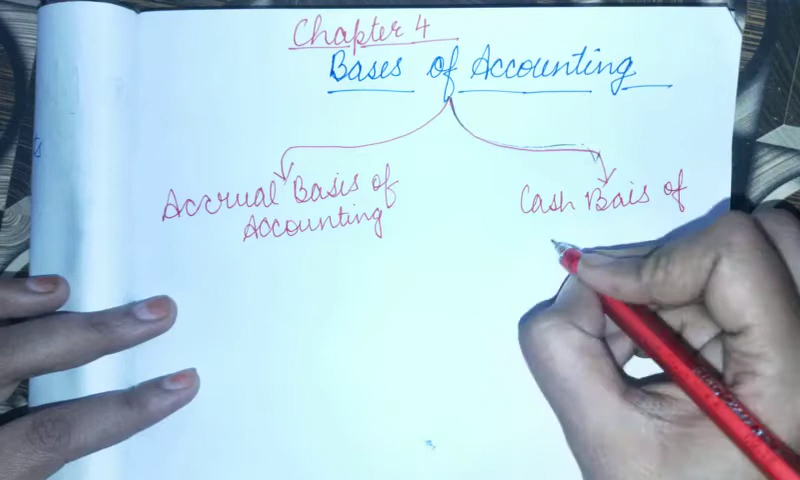 Chapter 4
Bases of Accounting
Accrual Basis of
Accounting
Cash Bais of